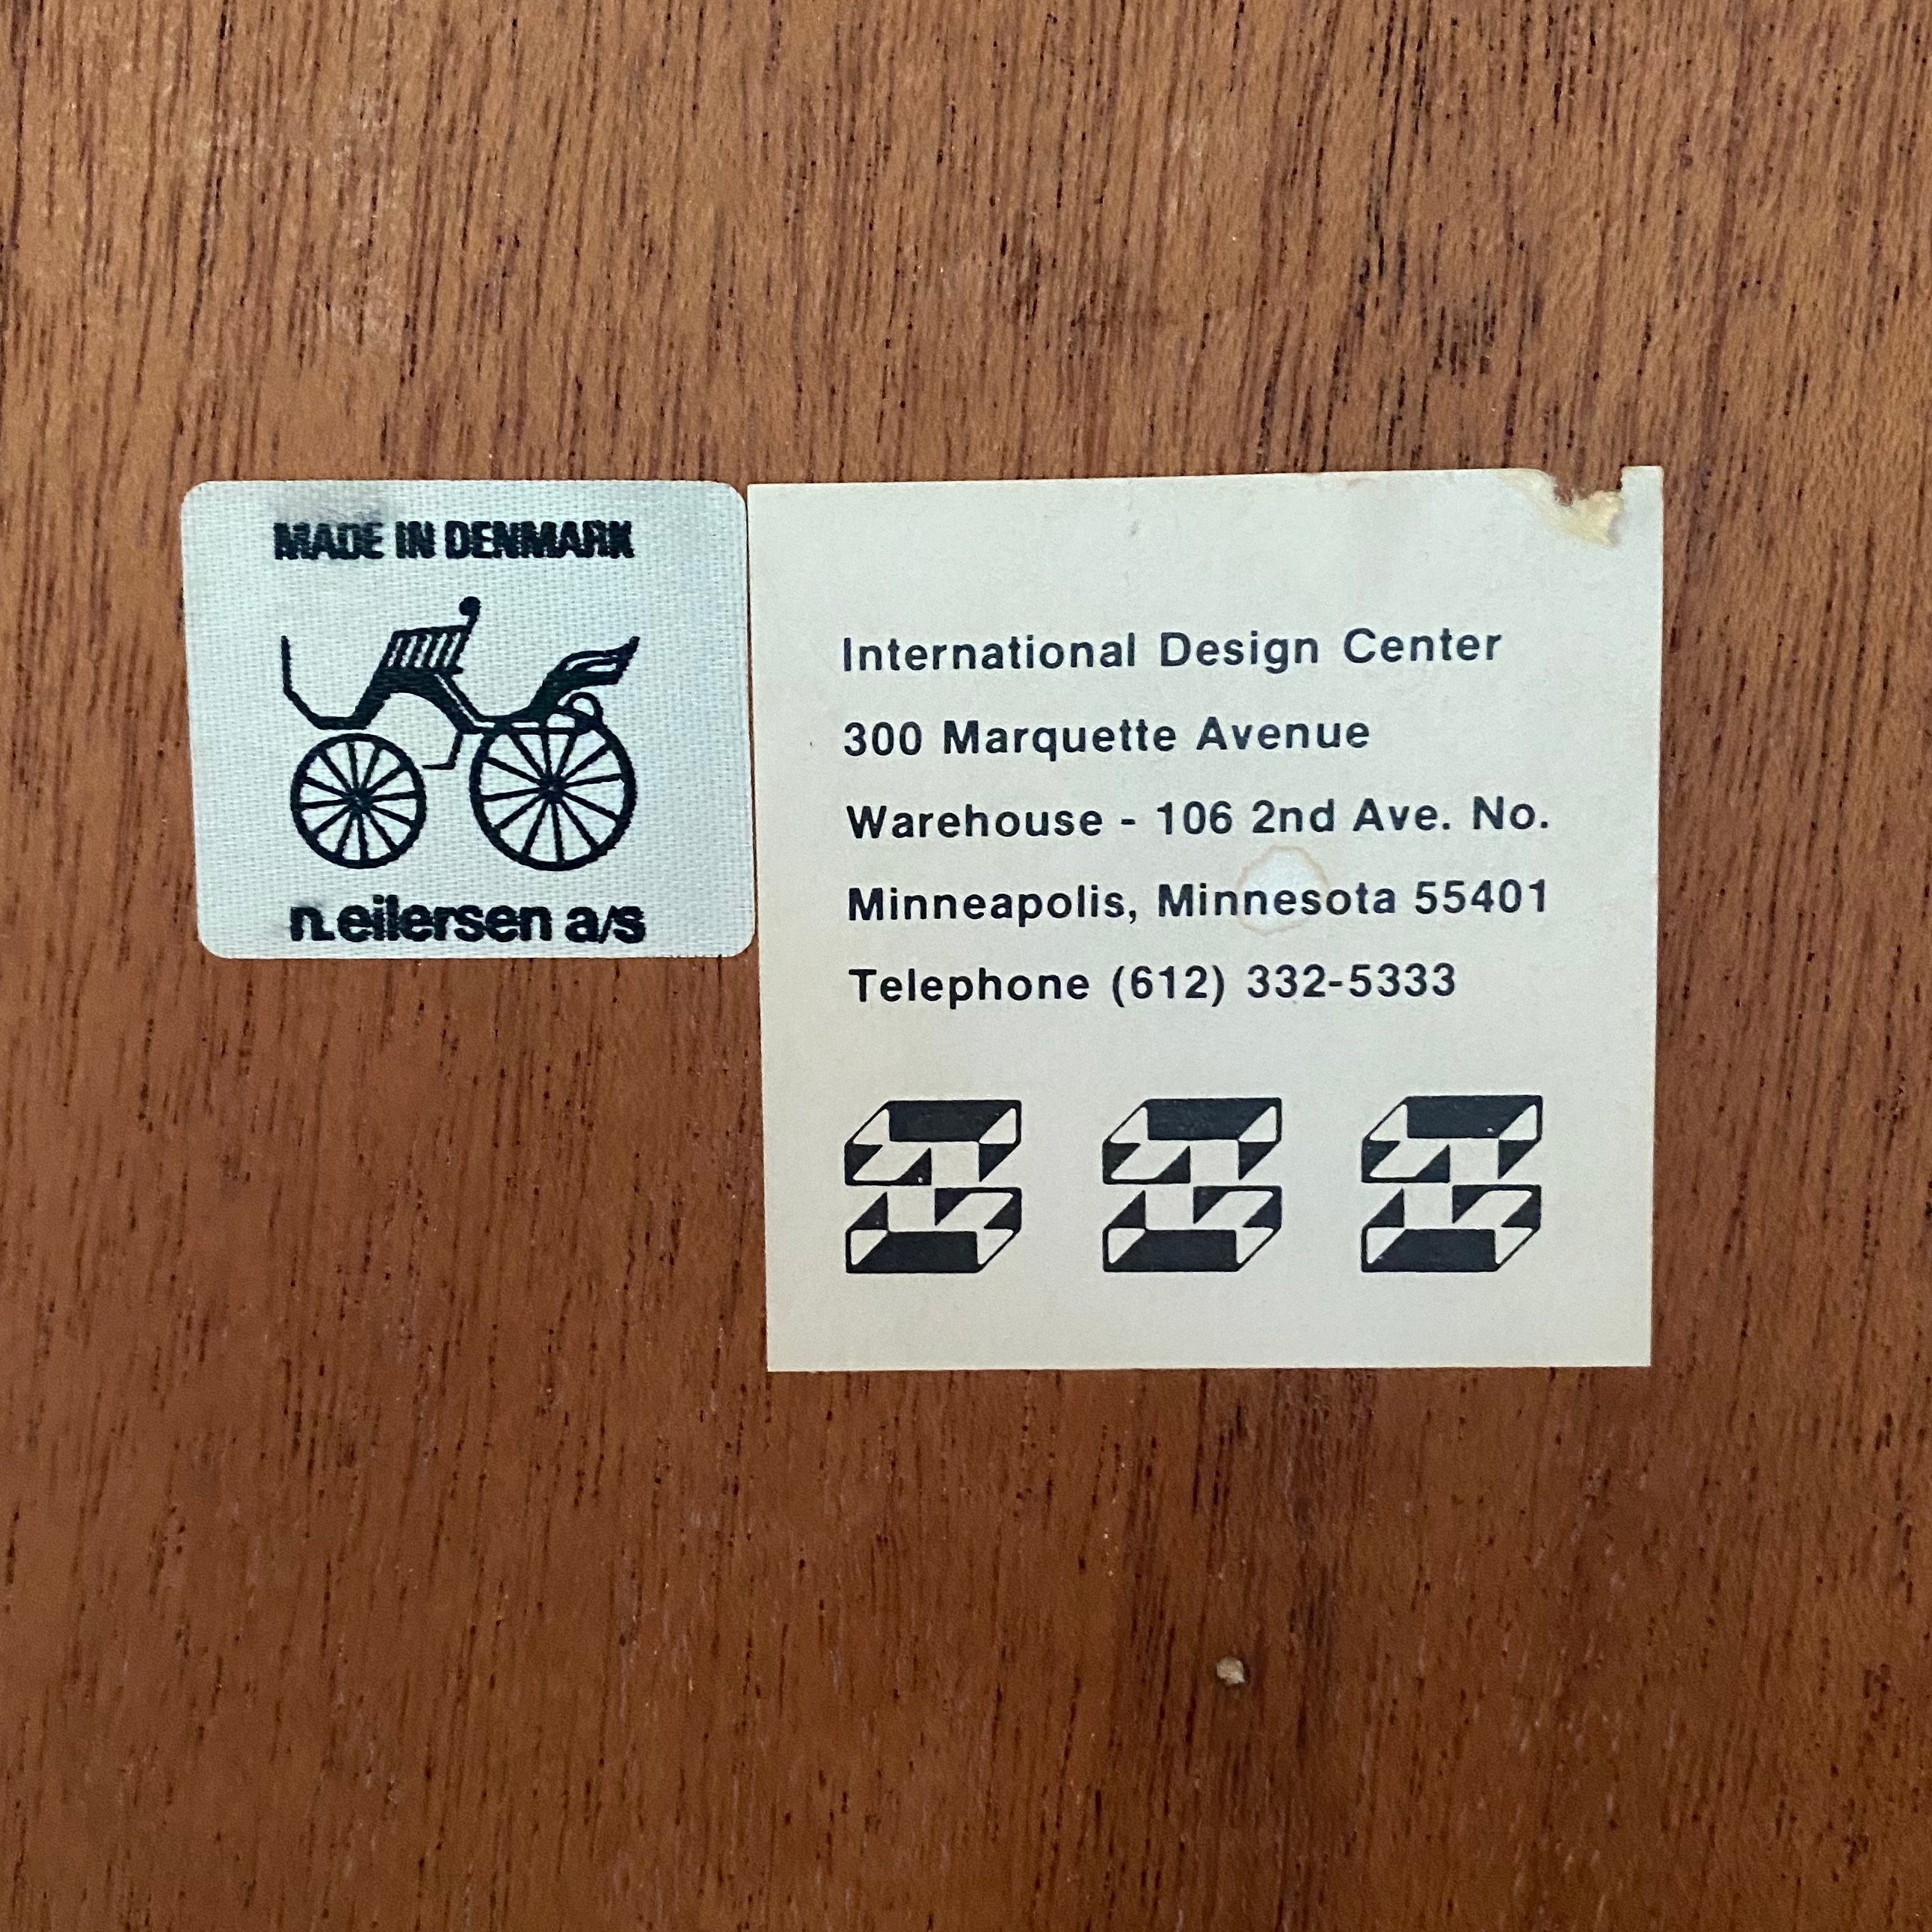 MADE IN DENMARK
n.eilersen a/s
International Design Center
300 Marquette Avenue
Warehouse - 106 2nd Ave. No.
Minneapolis, Minnesota 55401
Telephone (612) 332-5333